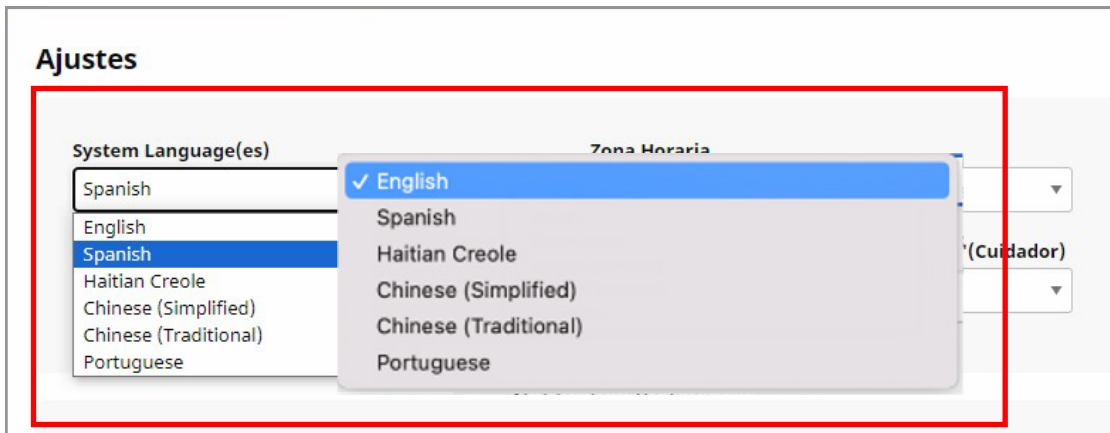 Ajustes
System Language(es)
Zona Horaria
Spanish
English
Spanish
Haitian Creole
Chinese (Simplified)
Chinese (Traditional)
Portuguese
✓ English
Spanish
Haitian Creole
Chinese (Simplified)
Chinese (Traditional)
Portuguese
"(Cuidador)